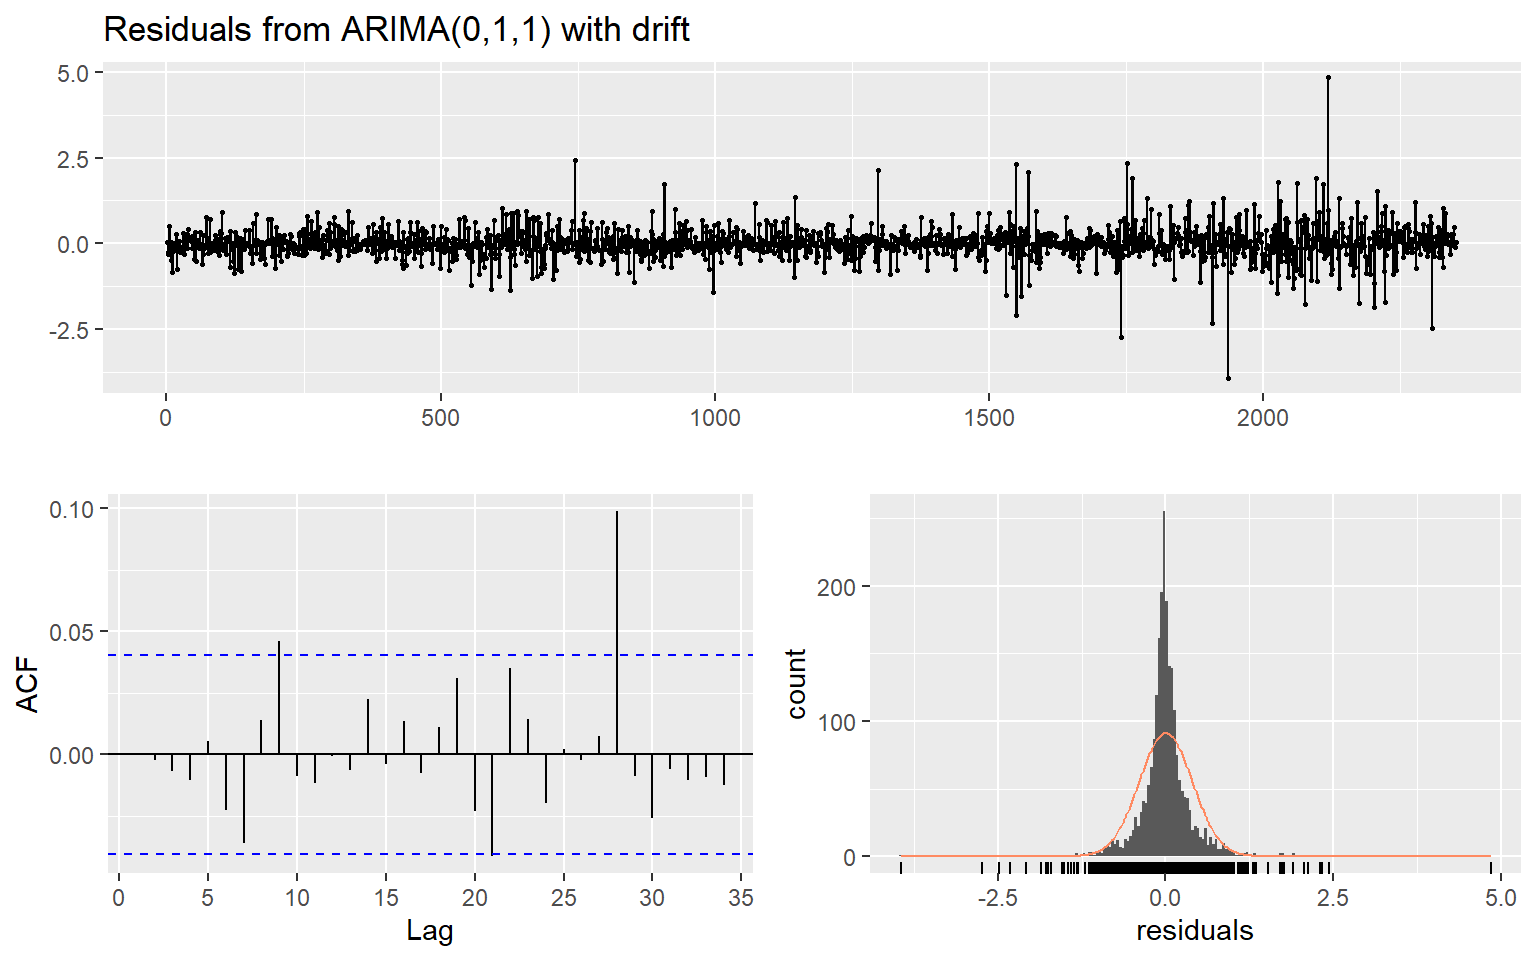 Residuals from ARIMA(0,1,1) with drift
5.0
2.5
0.0
-2.5
0 500 1000 1500 2000
0.10
0.05
0.00
ACF
0 5 10 15 20 25 30 35
Lag
200
100
0
count
-2.5 0.0 2.5 5.0
residuals